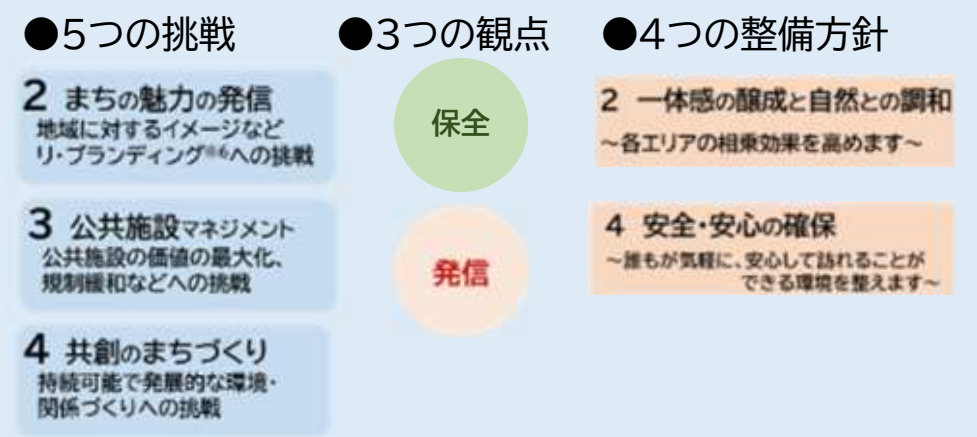 ●5つの挑戦
2 まちの魅力の発信
地域に対するイメージなど
リ・ブランディング※6への挑戦
3 公共施設マネジメント
公共施設の価値の最大化、
規制緩和などへの挑戦
4 共創のまちづくり
持続可能で発展的な環境・
関係づくりへの挑戦
●3つの観点
保全
発信
●4つの整備方針
2 一体感の醸成と自然との調和
～各エリアの相乗効果を高めます～
4 安全・安心の確保
～誰もが気軽に、安心して訪れることが
できる環境を整えます～